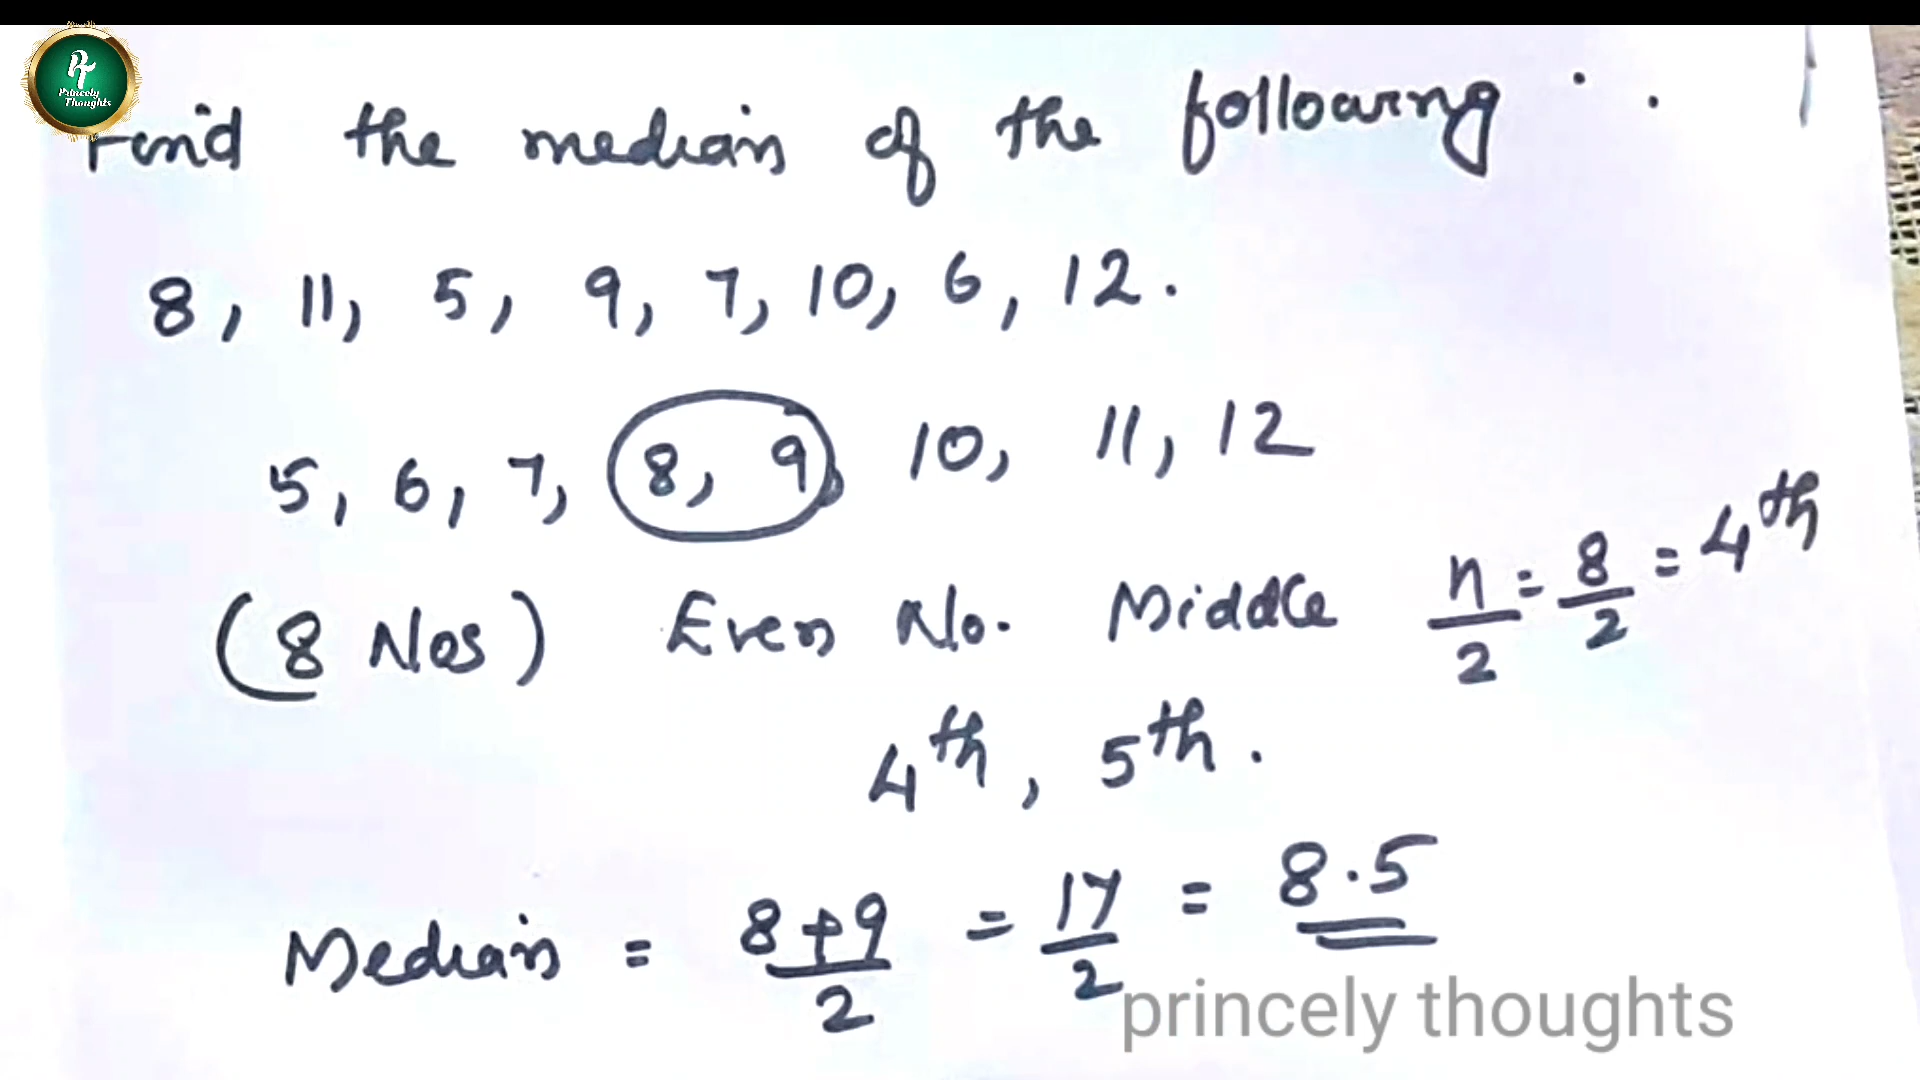 PT
Princely
Thoughts
Find the median of the following .
8, 11, 5, 9, 7, 10, 6, 12.
5, 6, 7, 8, 9, 10, 11, 12
(8 Nos) Even No. Middle n/2 = 8/2 = 4th
4th, 5th.
Median = 8+9/2 = 17/2 = 8.5
princely thoughts